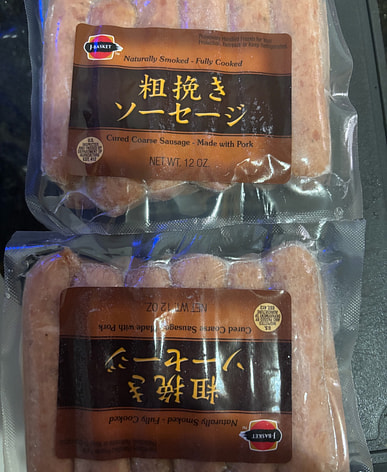 J-BASKET
Naturally Smoked - Fully Cooked
粗挽き
ソーセージ
Cured Coarse Sausage - Made with Pork
NET WT. 12 OZ.
NET WT. 12 OZ.
Cured Coarse Sausage - Made with Pork
ソーセージ
粗挽き
Naturally Smoked - Fully Cooked
J-BASKET